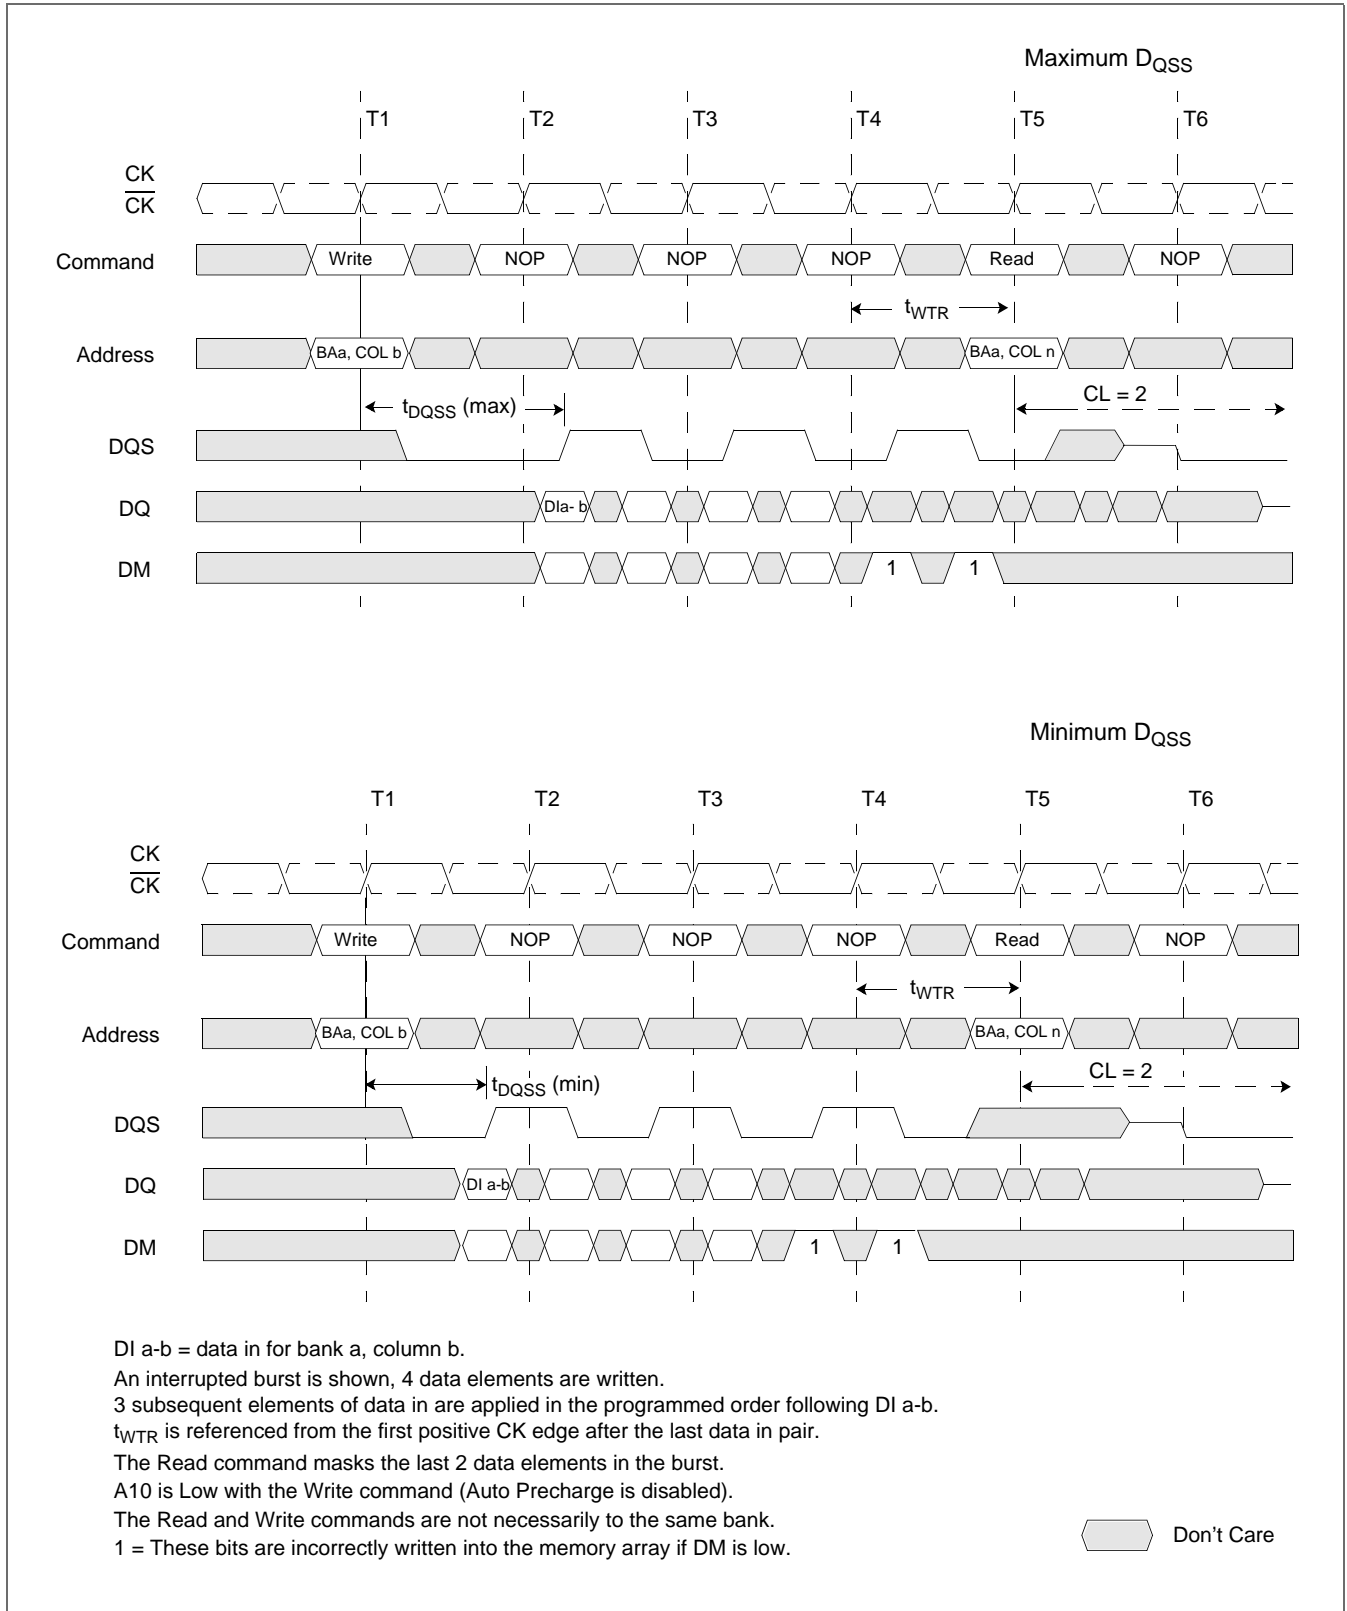 Maximum DQSS
T1 T2 T3 T4 T5 T6
CK
CK
Command Write NOP NOP NOP Read NOP
tWTR
Address BAa, COL b BAa, COL n
tDQSS (max) CL = 2
DQS
DQ DIa- b
DM 1 1
Minimum DQSS
T1 T2 T3 T4 T5 T6
CK
CK
Command Write NOP NOP NOP Read NOP
tWTR
Address BAa, COL b BAa, COL n
tDQSS (min) CL = 2
DQS
DQ DI a-b
DM 1 1
DI a-b = data in for bank a, column b.
An interrupted burst is shown, 4 data elements are written.
3 subsequent elements of data in are applied in the programmed order following DI a-b.
tWTR is referenced from the first positive CK edge after the last data in pair.
The Read command masks the last 2 data elements in the burst.
A10 is Low with the Write command (Auto Precharge is disabled).
The Read and Write commands are not necessarily to the same bank.
1 = These bits are incorrectly written into the memory array if DM is low.
Don't Care